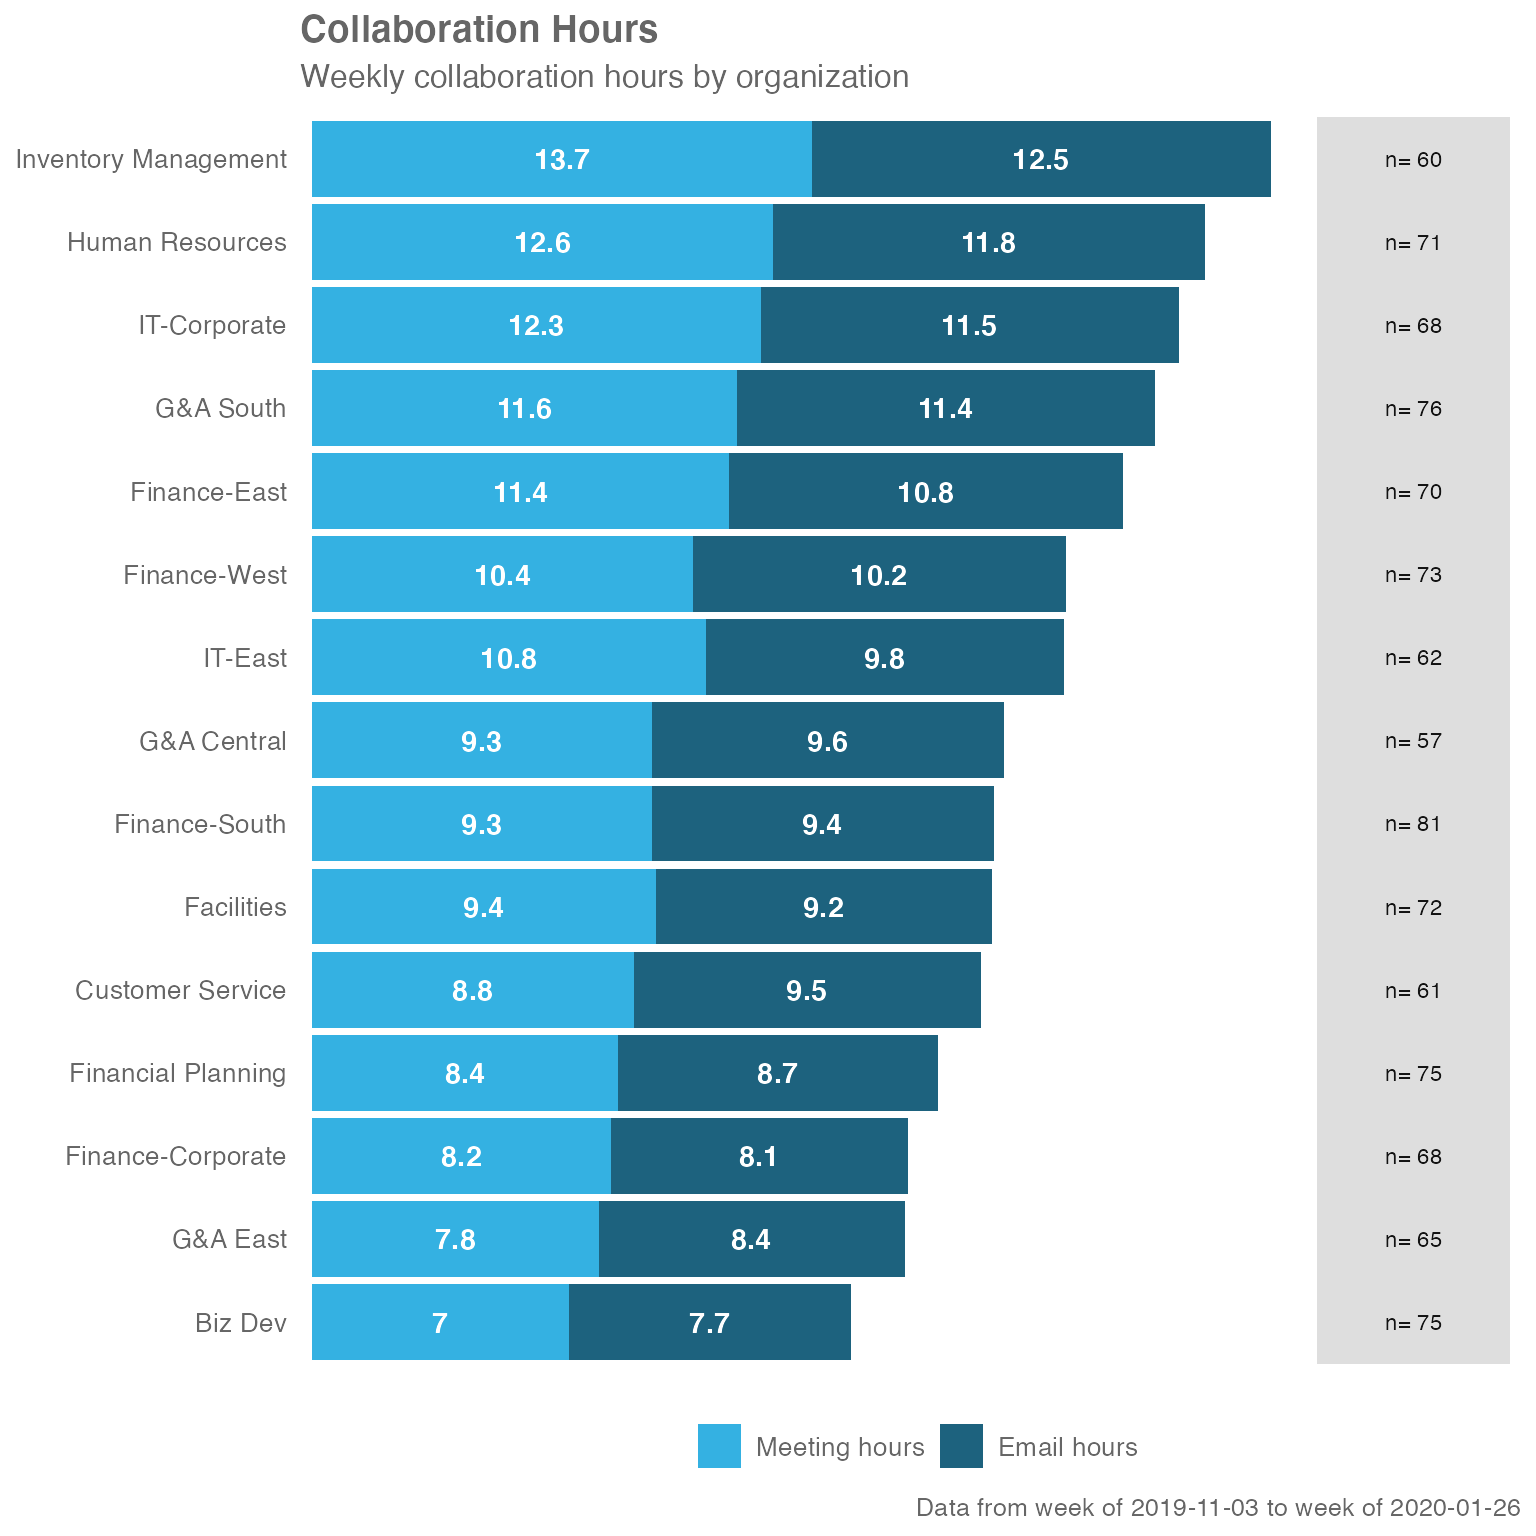 Collaboration Hours
Weekly collaboration hours by organization
Inventory Management 13.7 12.5 n= 60
Human Resources 12.6 11.8 n= 71
IT-Corporate 12.3 11.5 n= 68
G&A South 11.6 11.4 n= 76
Finance-East 11.4 10.8 n= 70
Finance-West 10.4 10.2 n= 73
IT-East 10.8 9.8 n= 62
G&A Central 9.3 9.6 n= 57
Finance-South 9.3 9.4 n= 81
Facilities 9.4 9.2 n= 72
Customer Service 8.8 9.5 n= 61
Financial Planning 8.4 8.7 n= 75
Finance-Corporate 8.2 8.1 n= 68
G&A East 7.8 8.4 n= 65
Biz Dev 7 7.7 n= 75
Meeting hours Email hours
Data from week of 2019-11-03 to week of 2020-01-26